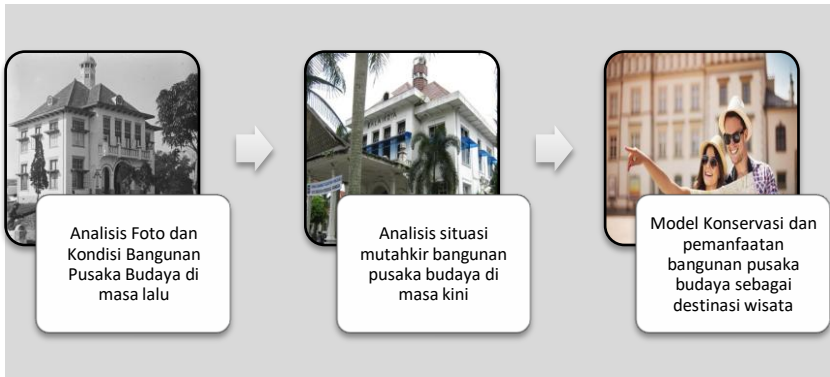 Analisis Foto dan
Kondisi Bangunan
Pusaka Budaya di
masa lalu
Analisis situasi
mutahkir bangunan
pusaka budaya di
masa kini
Model Konservasi dan
pemanfaatan
bangunan pusaka
budaya sebagai
destinasi wisata